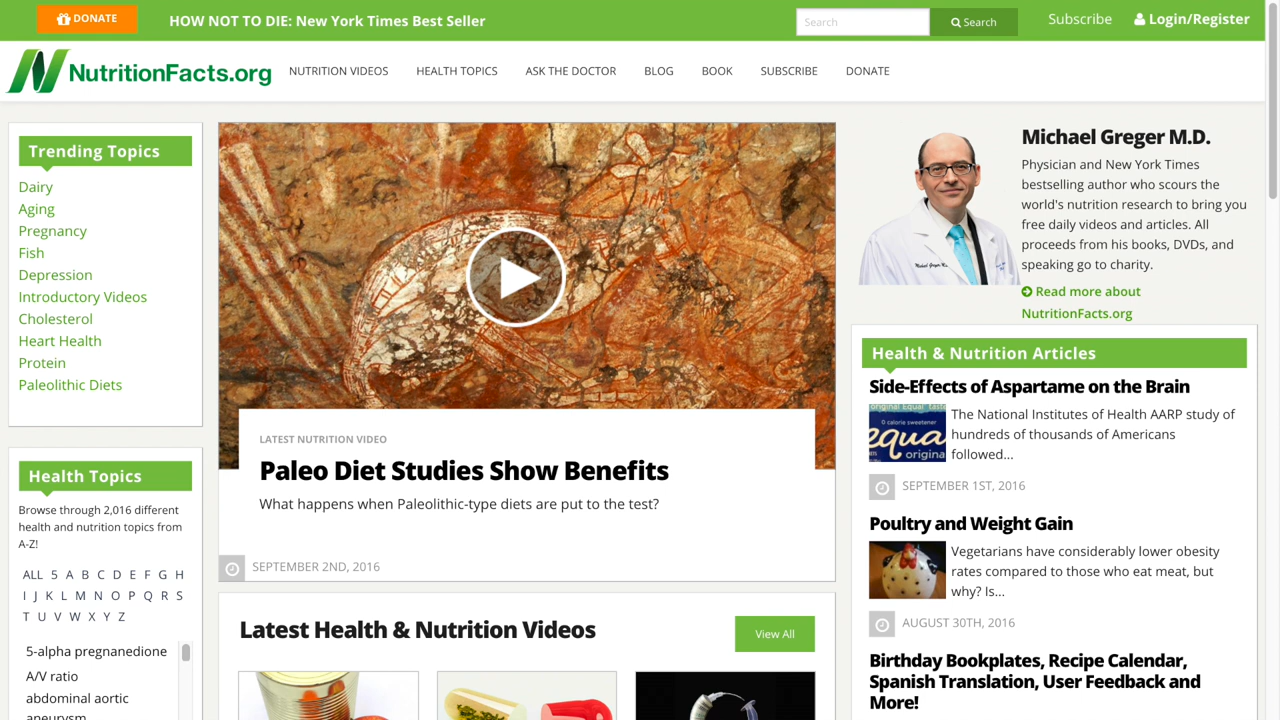 DONATE
HOW NOT TO DIE: New York Times Best Seller
Search
Search
Subscribe
Login/Register
NutritionFacts.org
NUTRITION VIDEOS
HEALTH TOPICS
ASK THE DOCTOR
BLOG
BOOK
SUBSCRIBE
DONATE
Trending Topics
Dairy
Aging
Pregnancy
Fish
Depression
Introductory Videos
Cholesterol
Heart Health
Protein
Paleolithic Diets
Health Topics
Browse through 2,016 different
health and nutrition topics from
A-Z!
ALL 5 A B C D E F G H
I J K L M N O P Q R S
T U V W X Y Z
5-alpha pregnanedione
A/V ratio
abdominal aortic
aneurysm
LATEST NUTRITION VIDEO
Paleo Diet Studies Show Benefits
What happens when Paleolithic-type diets are put to the test?
SEPTEMBER 2ND, 2016
Latest Health & Nutrition Videos
View All
Michael Greger M.D.
Physician and New York Times
bestselling author who scours the
world's nutrition research to bring you
free daily videos and articles. All
proceeds from his books, DVDs, and
speaking go to charity.
Read more about
NutritionFacts.org
Health & Nutrition Articles
Side-Effects of Aspartame on the Brain
original Equal taste
0 calorie sweetener
equa
origina
The National Institutes of Health AARP study of
hundreds of thousands of Americans
followed...
SEPTEMBER 1ST, 2016
Poultry and Weight Gain
Vegetarians have considerably lower obesity
rates compared to those who eat meat, but
why? Is...
AUGUST 30TH, 2016
Birthday Bookplates, Recipe Calendar,
Spanish Translation, User Feedback and
More!